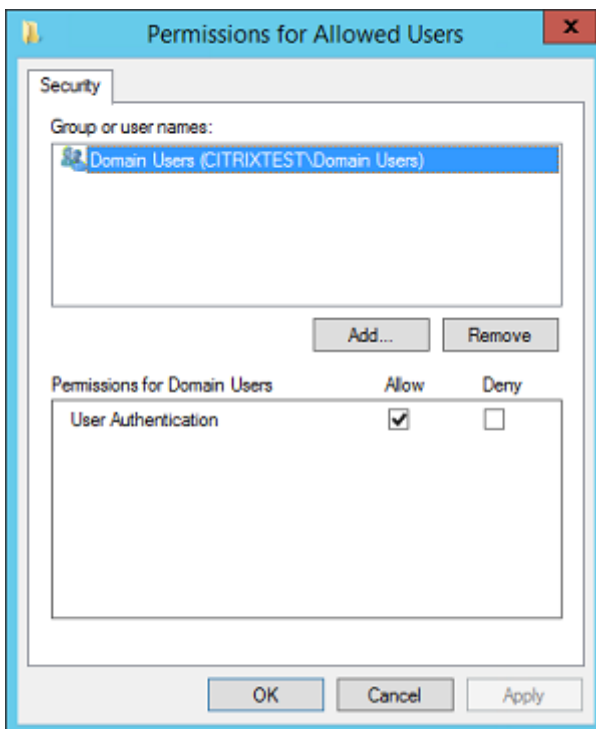 Permissions for Allowed Users
x
Security
Group or user names:
Domain Users (CITRIXTEST\Domain Users)
Add...
Remove
Permissions for Domain Users Allow Deny
User Authentication
OK
Cancel
Apply